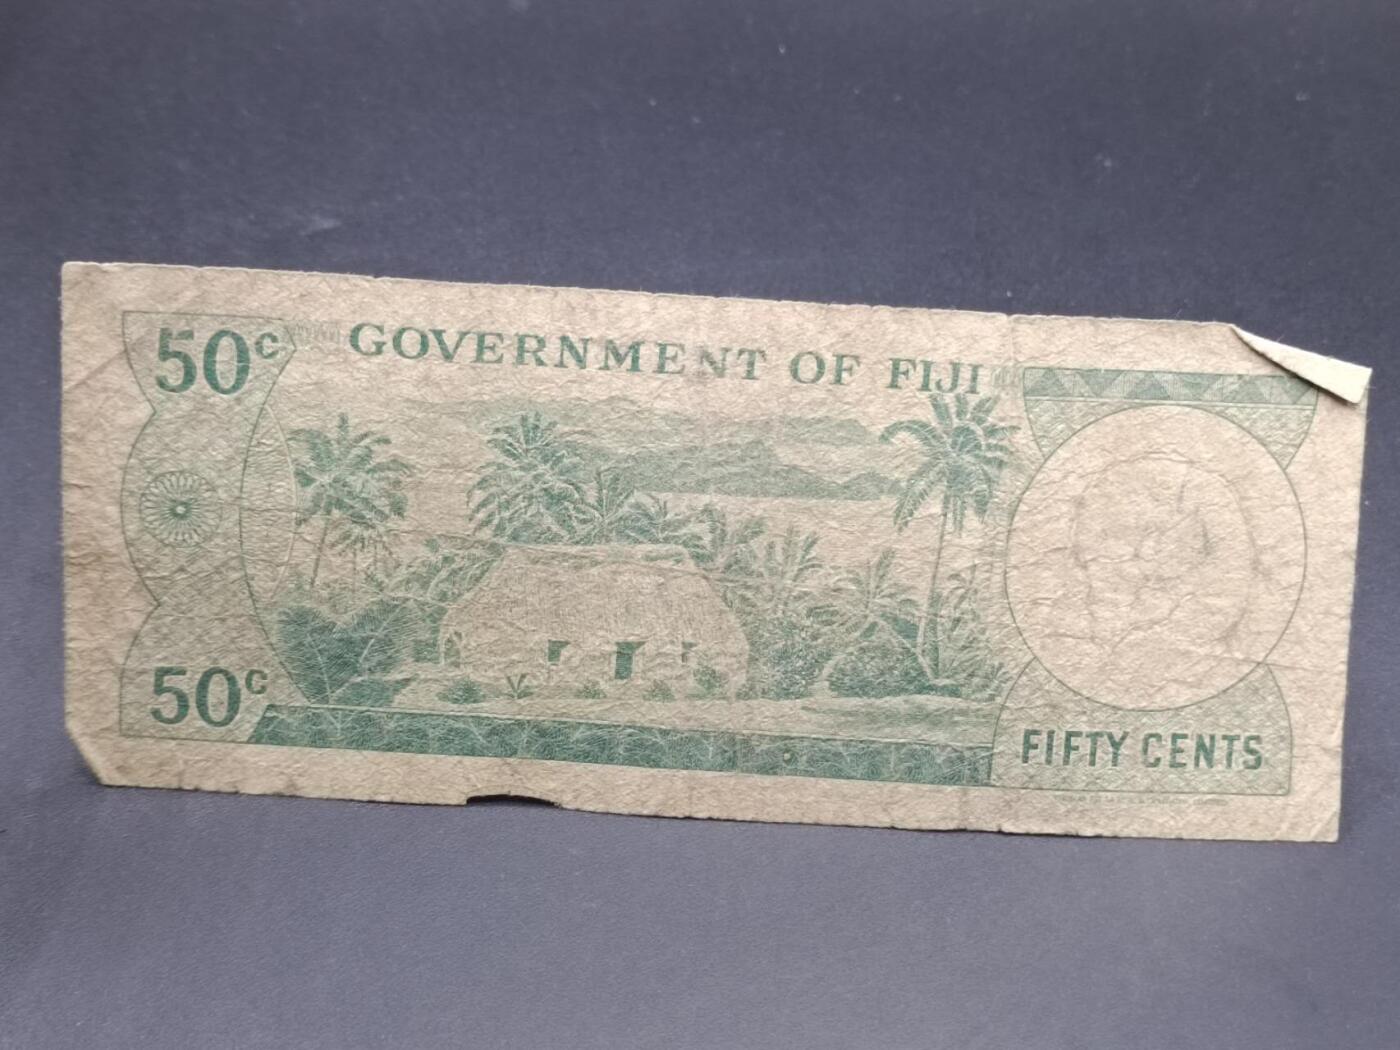 50c
GOVERNMENT OF FIJI
50c
FIFTY CENTS